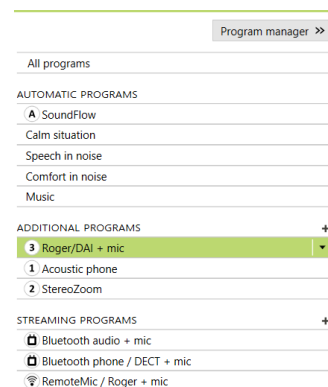 Program manager »
All programs
AUTOMATIC PROGRAMS
A SoundFlow
Calm situation
Speech in noise
Comfort in noise
Music
ADDITIONAL PROGRAMS +
3 Roger/DAI + mic
1 Acoustic phone
2 StereoZoom
STREAMING PROGRAMS +
Bluetooth audio + mic
Bluetooth phone / DECT + mic
RemoteMic / Roger + mic